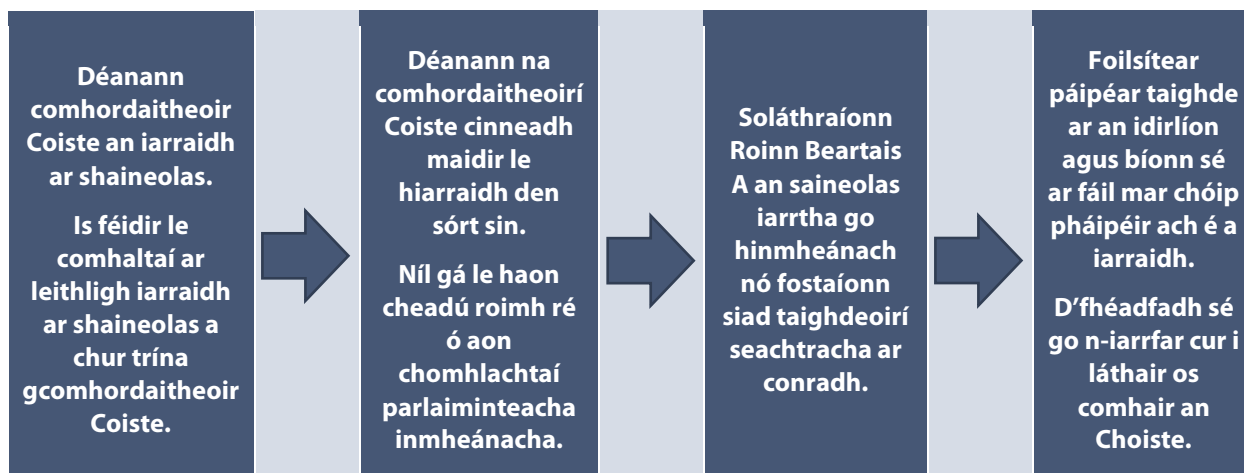 Déanann
comhordaitheoir
Coiste an iarraidh
ar shaineolas.
Is féidir le
comhaltaí ar
leithligh iarraidh
ar shaineolas a
chur trína
gcomhordaitheoir
Coiste.
Déanann na
comhordaitheoirí
Coiste cinneadh
maidir le
hiarraidh den
sórt sin.
Níl gá le haon
cheadú roimh ré
ó aon
chomhlachtaí
parlaiminteacha
inmheánacha.
Soláthraíonn
Roinn Beartais
A an saineolas
iarrtha go
hinmheánach
nó fostaíonn
siad taighdeoirí
seachtracha ar
conradh.
Foilsítear
páipéar taighde
ar an idirlíon
agus bíonn sé
ar fáil mar chóip
pháipéir ach é a
iarraidh.
D’fhéadfadh sé
go n-iarrfar cur i
láthair os
comhair an
Choiste.